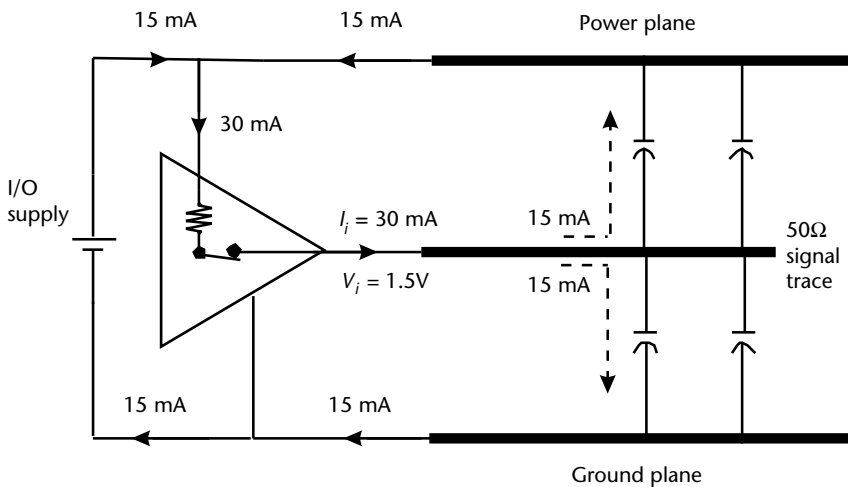 15 mA
15 mA
Power plane
30 mA
I/O
supply
I_i = 30 mA
V_i = 1.5V
15 mA
15 mA
50Ω
signal
trace
15 mA
15 mA
Ground plane